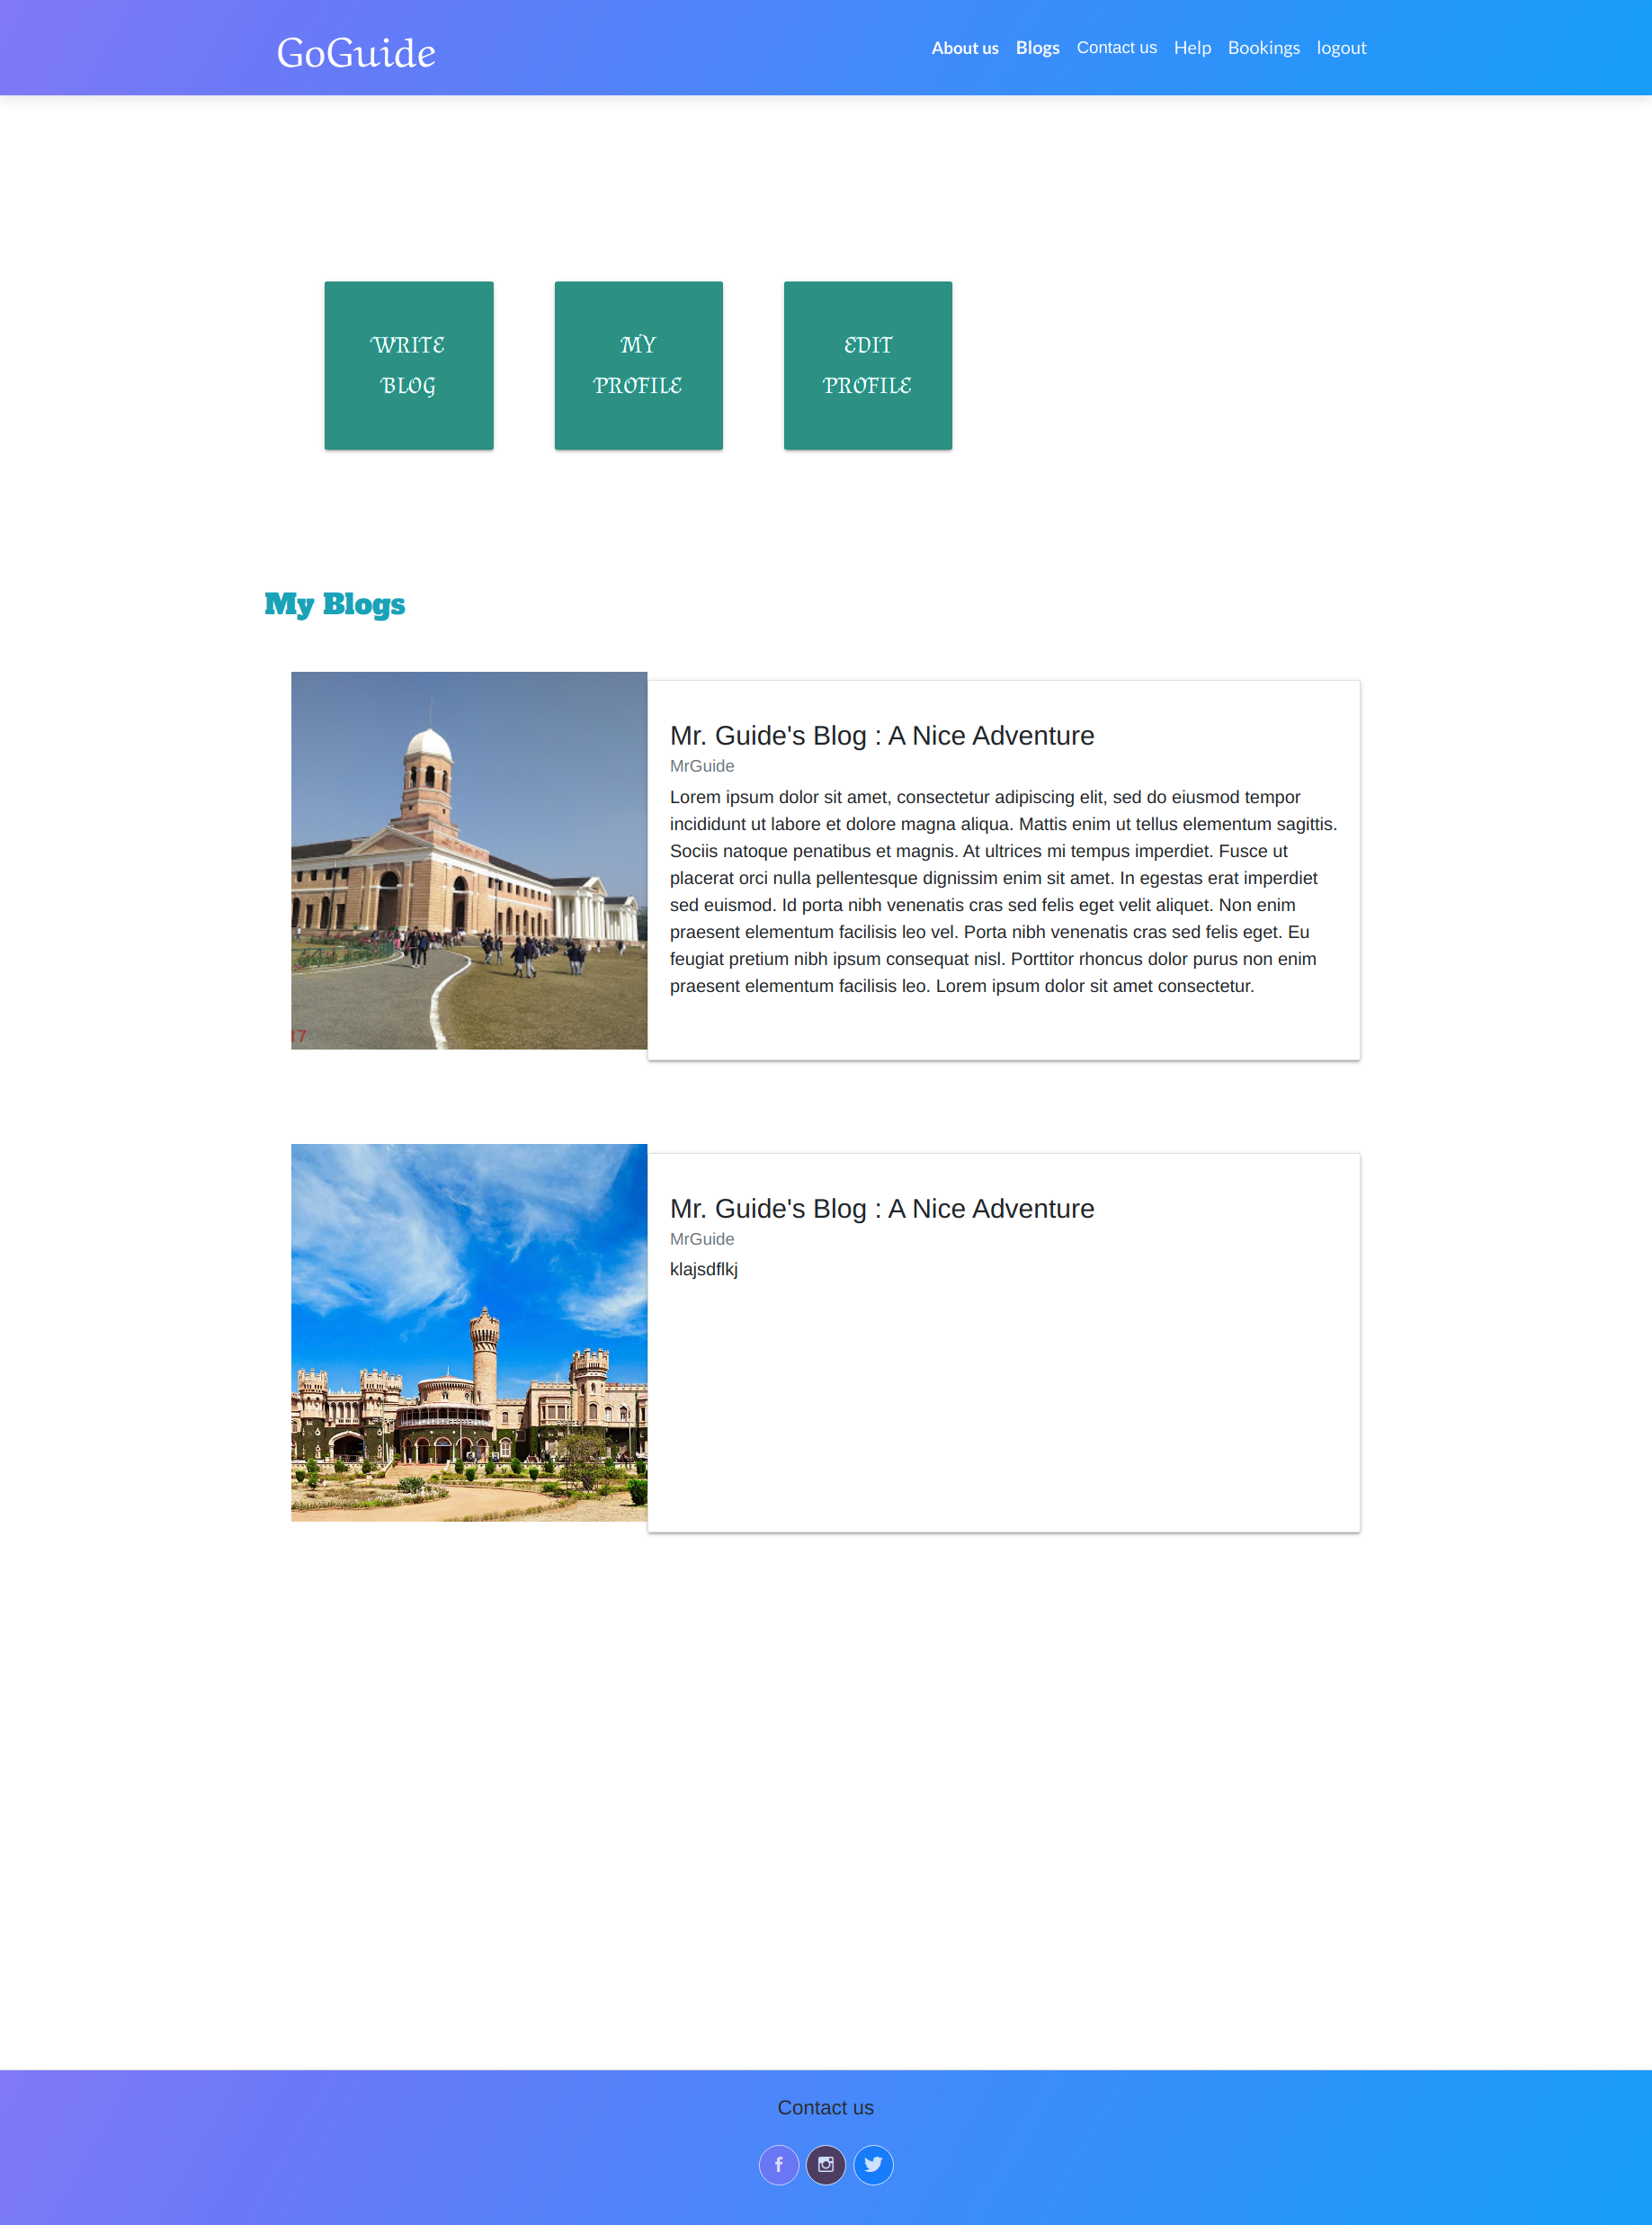 GoGuide
About us Blogs Contact us Help Bookings logout
WRITE
BLOG
MY
PROFILE
EDIT
PROFILE
My Blogs
17
Mr. Guide's Blog : A Nice Adventure
MrGuide
Lorem ipsum dolor sit amet, consectetur adipiscing elit, sed do eiusmod tempor
incididunt ut labore et dolore magna aliqua. Mattis enim ut tellus elementum sagittis.
Sociis natoque penatibus et magnis. At ultrices mi tempus imperdiet. Fusce ut
placerat orci nulla pellentesque dignissim enim sit amet. In egestas erat imperdiet
sed euismod. Id porta nibh venenatis cras sed felis eget velit aliquet. Non enim
praesent elementum facilisis leo vel. Porta nibh venenatis cras sed felis eget. Eu
feugiat pretium nibh ipsum consequat nisl. Porttitor rhoncus dolor purus non enim
praesent elementum facilisis leo. Lorem ipsum dolor sit amet consectetur.
Mr. Guide's Blog : A Nice Adventure
MrGuide
klajsdflkj
Contact us